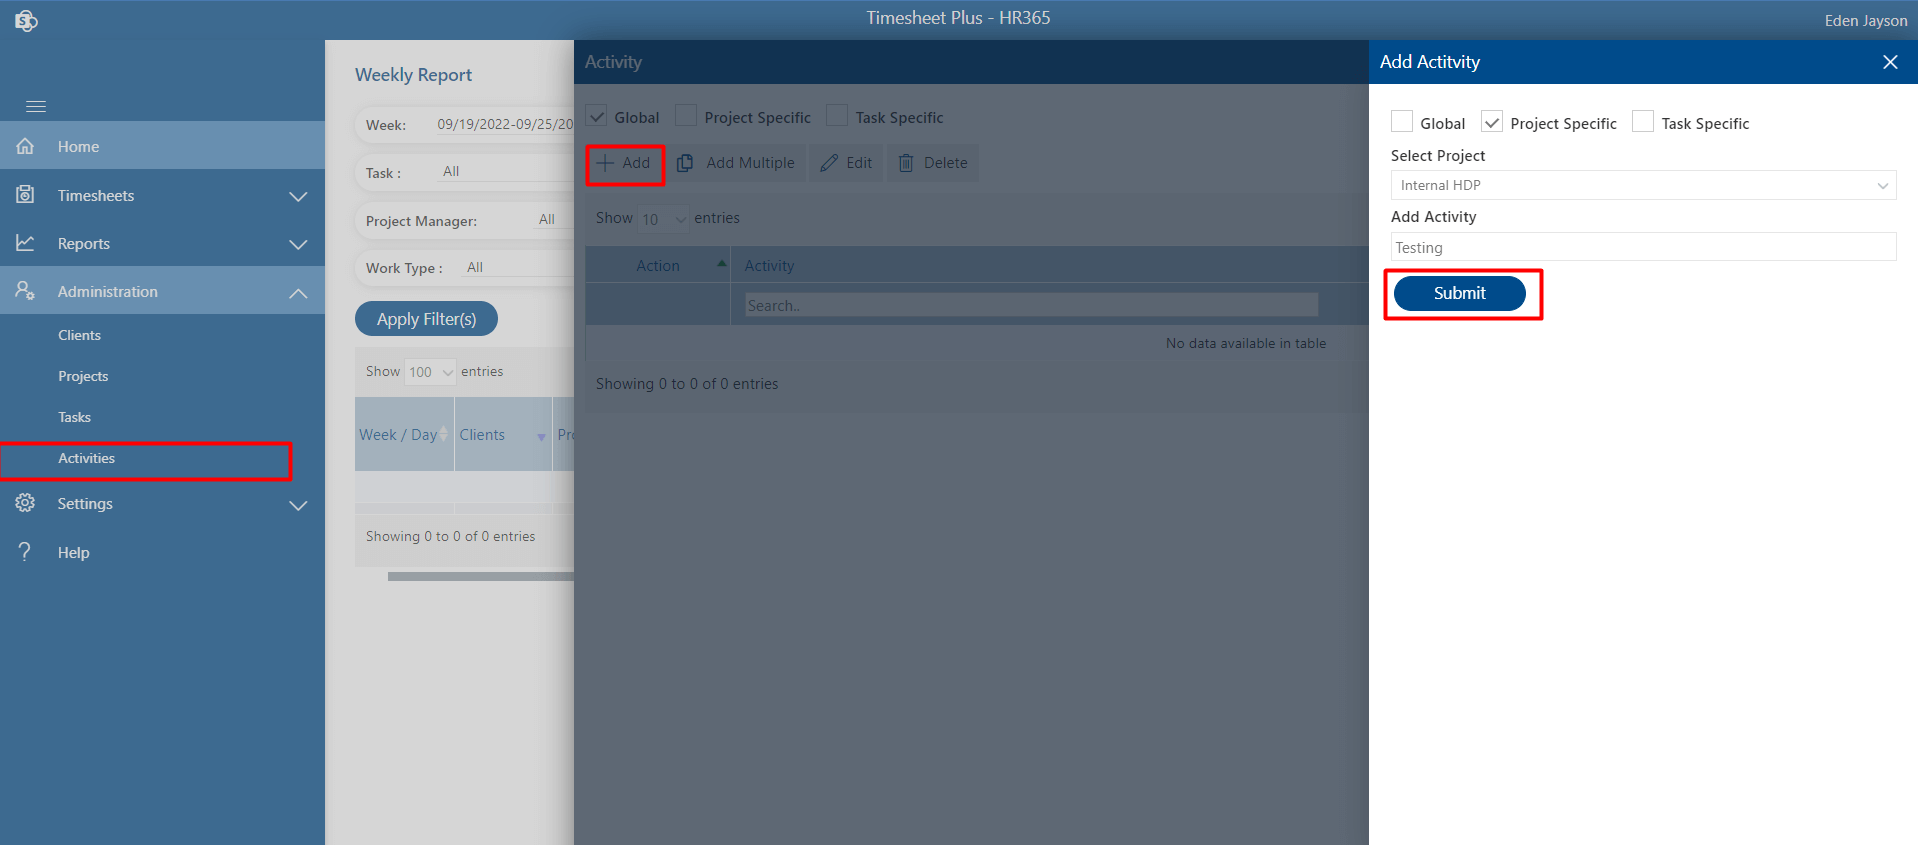 Timesheet Plus - HR365
Eden Jayson
Home
Timesheets
Reports
Administration
Clients
Projects
Tasks
Activities
Settings
Help
Weekly Report
Week: 09/19/2022-09/25/20
Task : All
Project Manager: All
Work Type : All
Apply Filter(s)
Show 100 entries
Week / Day Clients Pro
Showing 0 to 0 of 0 entries
Activity
Global Project Specific Task Specific
Add Add Multiple Edit Delete
Show 10 entries
Action Activity
Search..
No data available in table
Showing 0 to 0 of 0 entries
Add Actitvity
Global Project Specific Task Specific
Select Project
Internal HDP
Add Activity
Testing
Submit